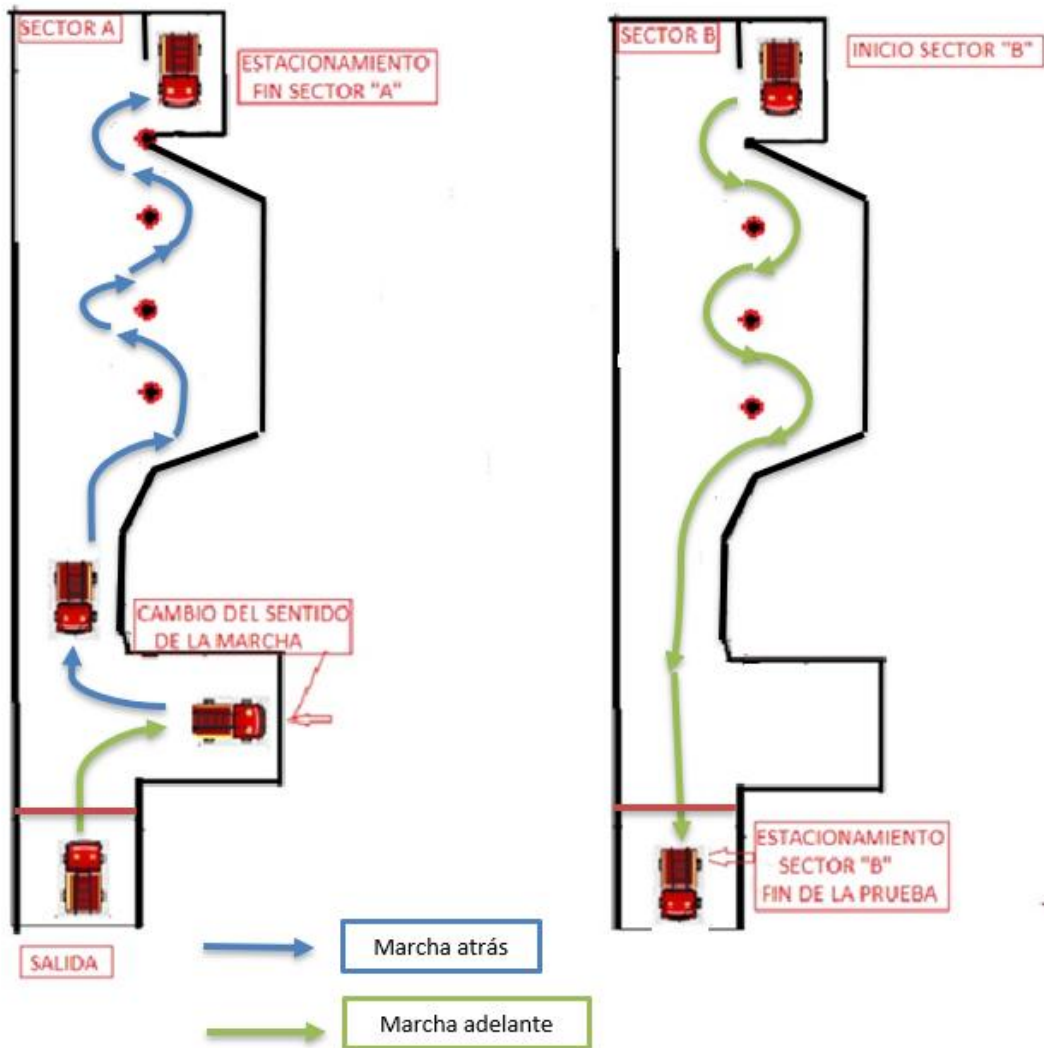 SECTOR A
ESTACIONAMIENTO
FIN SECTOR "A"
CAMBIO DEL SENTIDO
DE LA MARCHA
SALIDA
SECTOR B
INICIO SECTOR "B"
ESTACIONAMIENTO
SECTOR "B"
FIN DE LA PRUEBA
Marcha atrás
Marcha adelante